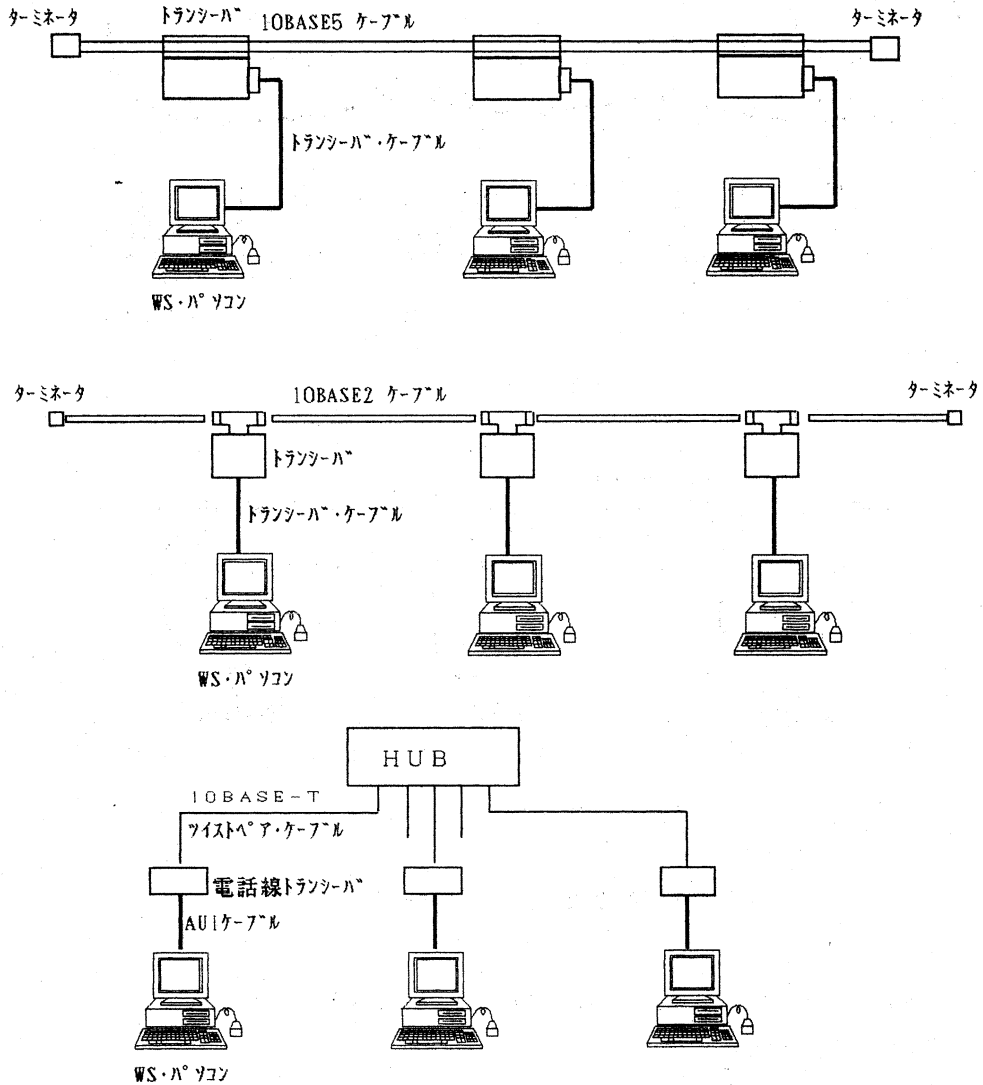 ターミネータ
トランシーバ
10BASE5 ケーブル
ターミネータ
トランシーバ・ケーブル
WS・パソコン
ターミネータ
10BASE2 ケーブル
ターミネータ
トランシーバ
トランシーバ・ケーブル
WS・パソコン
HUB
10BASE-T
ツイストペア・ケーブル
電話線トランシーバ
AUIケーブル
WS・パソコン